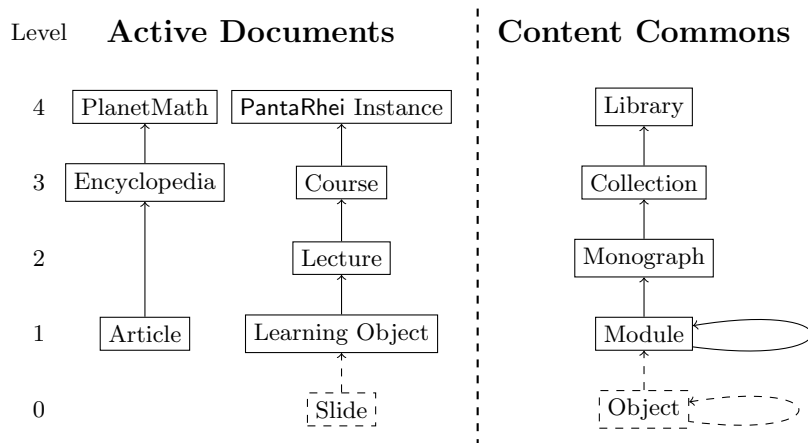 Level Active Documents Content Commons
4 PlanetMath PantaRhei Instance Library
3 Encyclopedia Course Collection
2 Lecture Monograph
1 Article Learning Object Module
0 Slide Object